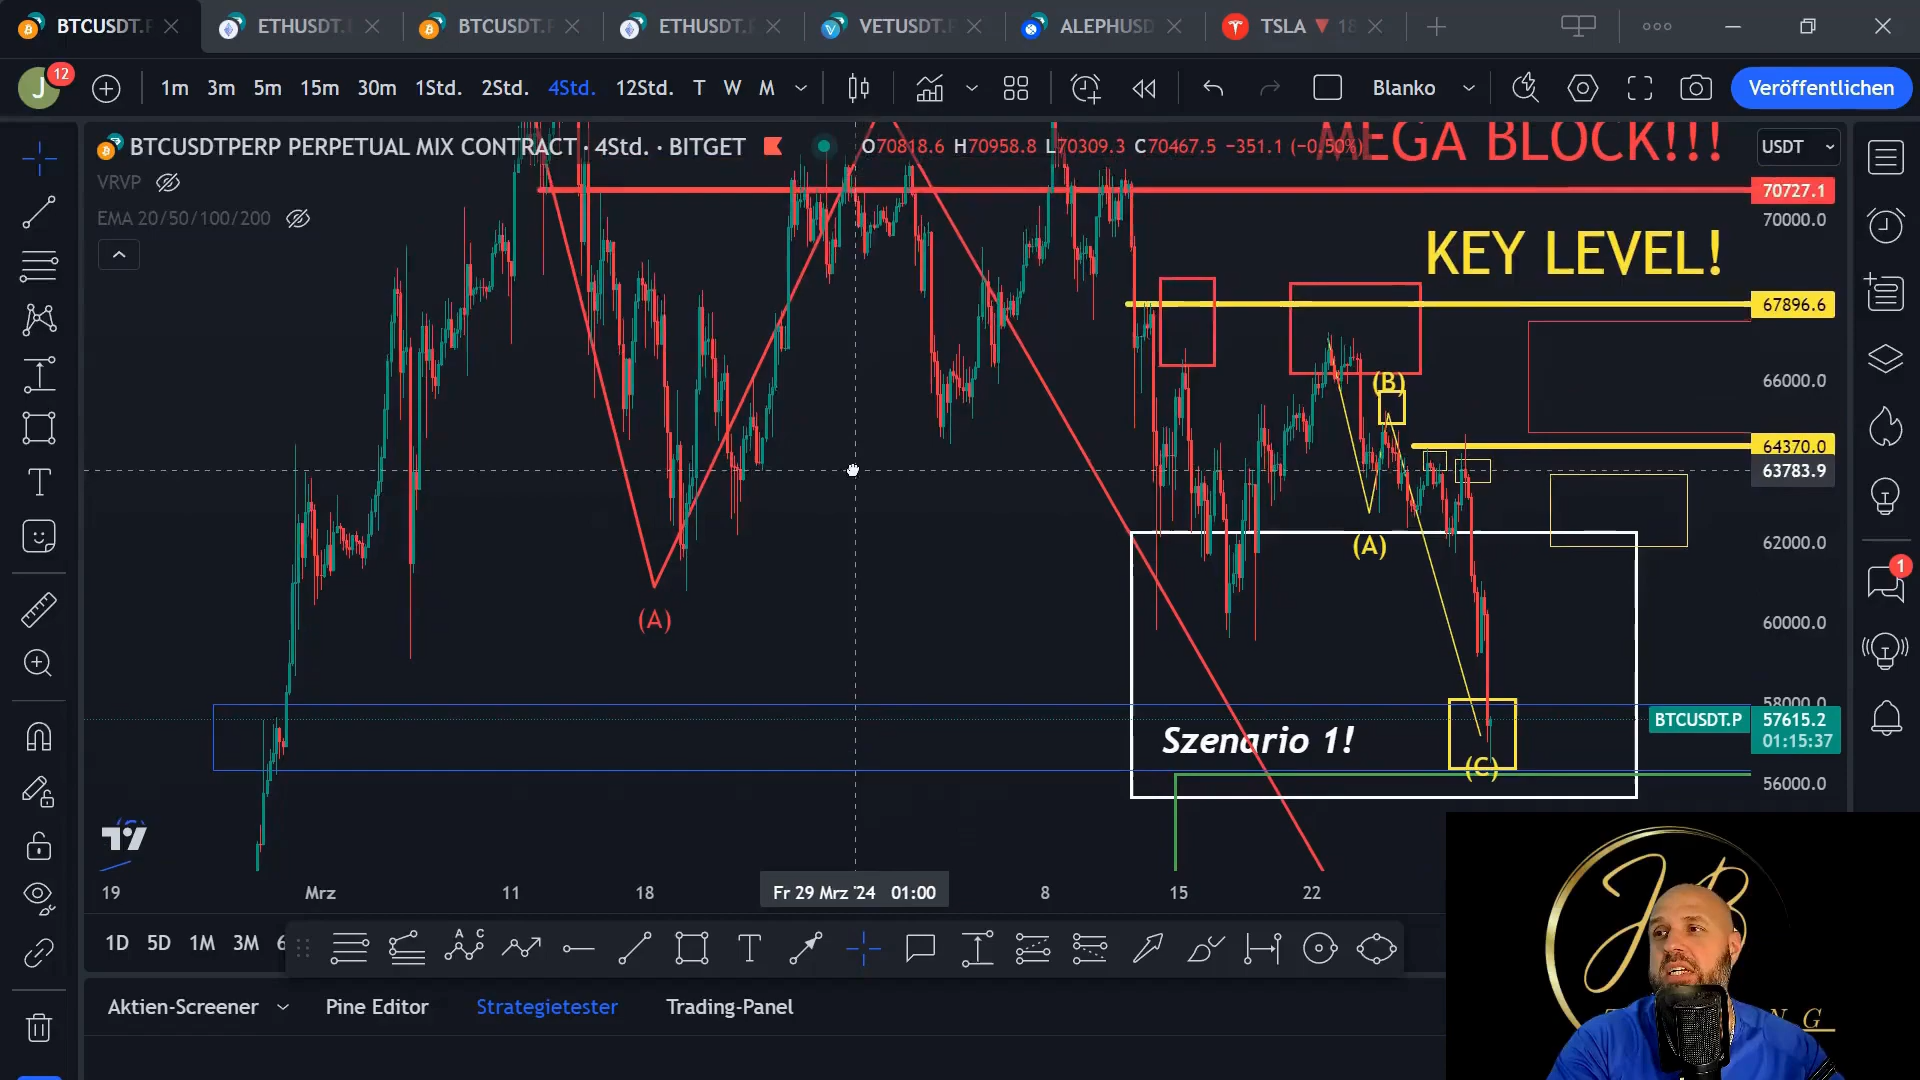 BTCUSDT.P
ETHUSDT.
BTCUSDT.P
ETHUSDT.
VETUSDT.P
ALEPHUSD
TSLA ▼ 18
J
12
1m 3m 5m 15m 30m 1Std. 2Std. 4Std. 12Std. T W M
Blanko
Veröffentlichen
BTCUSDTPERP PERPETUAL MIX CONTRACT · 4Std. · BITGET
O70818.6 H70958.8 L70309.3 C70467.5 −351.1 (−0.50%)
MEGA BLOCK!!!
USDT
VRVP
EMA 20/50/100/200
70727.1
70000.0
KEY LEVEL!
67896.6
66000.0
(B)
64370.0
63783.9
62000.0
(A)
(A)
60000.0
58000.0
BTCUSDT.P
57615.2
01:15:37
Szenario 1!
(C)
56000.0
19 Mrz 11 18 Fr 29 Mrz '24 01:00 8 15 22
1D 5D 1M 3M 6
A C
Aktien-Screener
Pine Editor
Strategietester
Trading-Panel
1
JB
N G